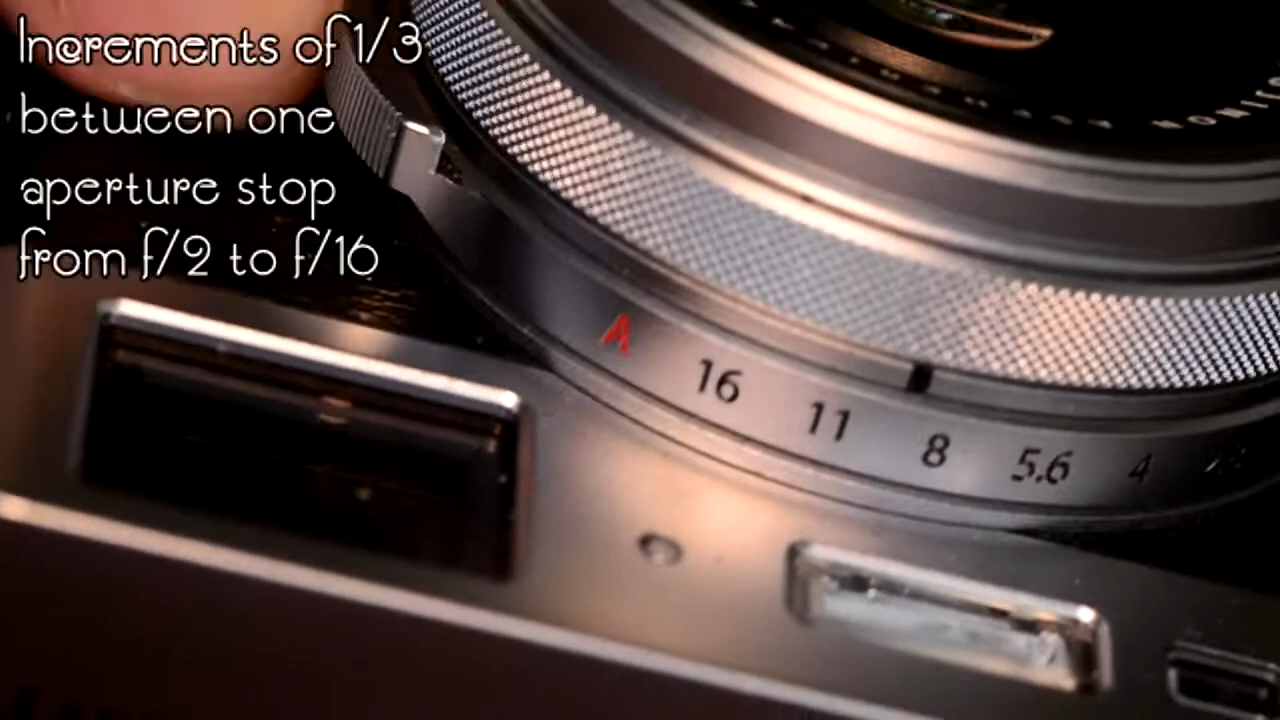 Increments of 1/3
between one
aperture stop
from f/2 to f/16
A 16 11 8 5.6 4